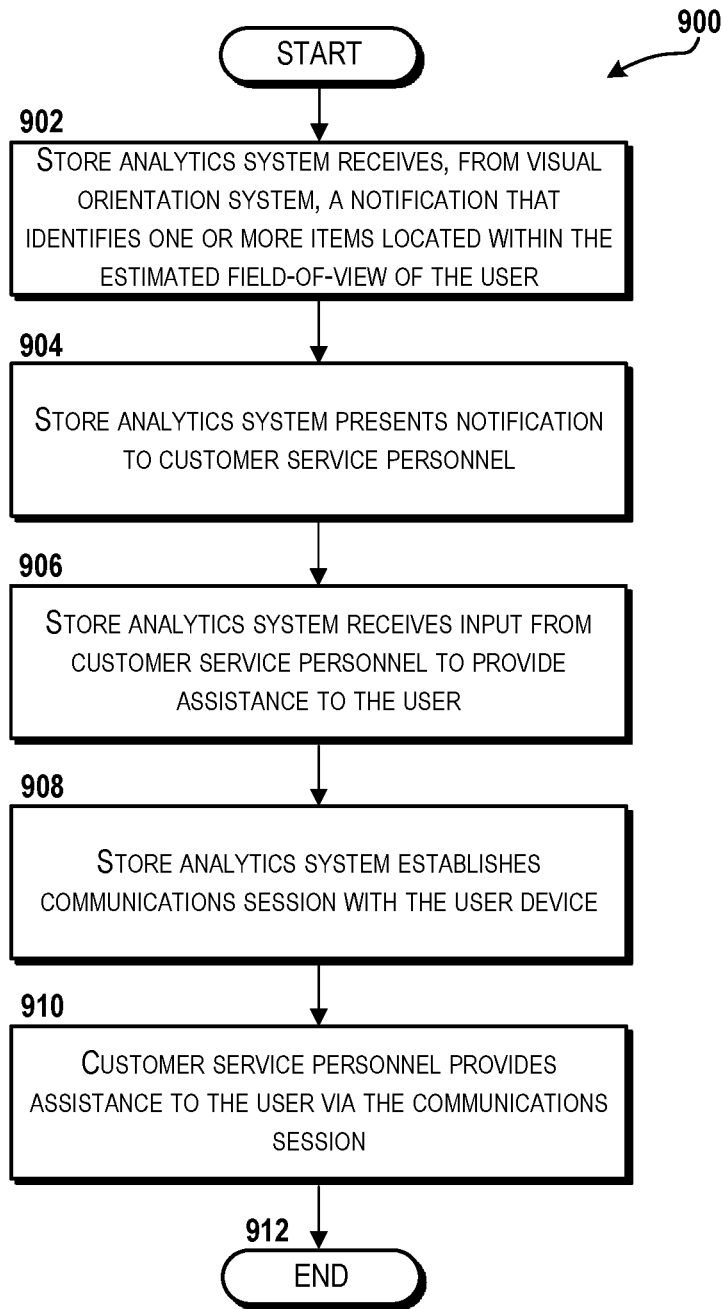 900
START
902
STORE ANALYTICS SYSTEM RECEIVES, FROM VISUAL
ORIENTATION SYSTEM, A NOTIFICATION THAT
IDENTIFIES ONE OR MORE ITEMS LOCATED WITHIN THE
ESTIMATED FIELD-OF-VIEW OF THE USER
904
STORE ANALYTICS SYSTEM PRESENTS NOTIFICATION
TO CUSTOMER SERVICE PERSONNEL
906
STORE ANALYTICS SYSTEM RECEIVES INPUT FROM
CUSTOMER SERVICE PERSONNEL TO PROVIDE
ASSISTANCE TO THE USER
908
STORE ANALYTICS SYSTEM ESTABLISHES
COMMUNICATIONS SESSION WITH THE USER DEVICE
910
CUSTOMER SERVICE PERSONNEL PROVIDES
ASSISTANCE TO THE USER VIA THE COMMUNICATIONS
SESSION
912
END